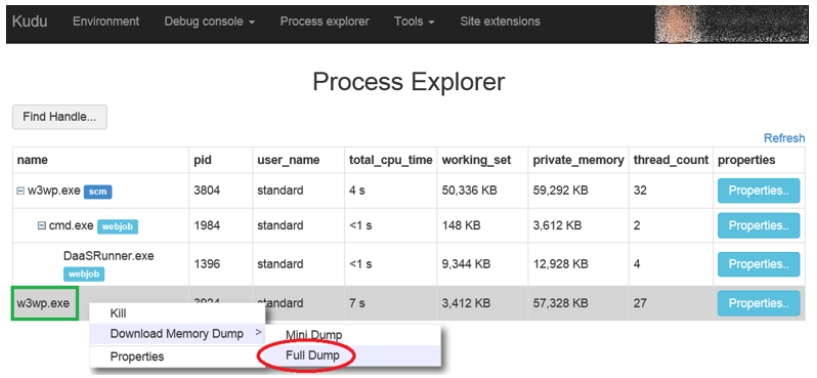 Kudu Environment Debug console Process explorer Tools Site extensions
Process Explorer
Find Handle...
Refresh
name pid user_name total_cpu_time working_set private_memory thread_count properties
w3wp.exe scm 3804 standard 4 s 50,336 KB 59,292 KB 32 Properties..
cmd.exe webjob 1984 standard <1 s 148 KB 3,612 KB 2 Properties..
DaaSRunner.exe
webjob 1396 standard <1 s 9,344 KB 12,928 KB 4 Properties..
w3wp.exe 3924 standard 7 s 3,412 KB 57,328 KB 27 Properties..
Kill
Download Memory Dump > Mini Dump
Properties Full Dump